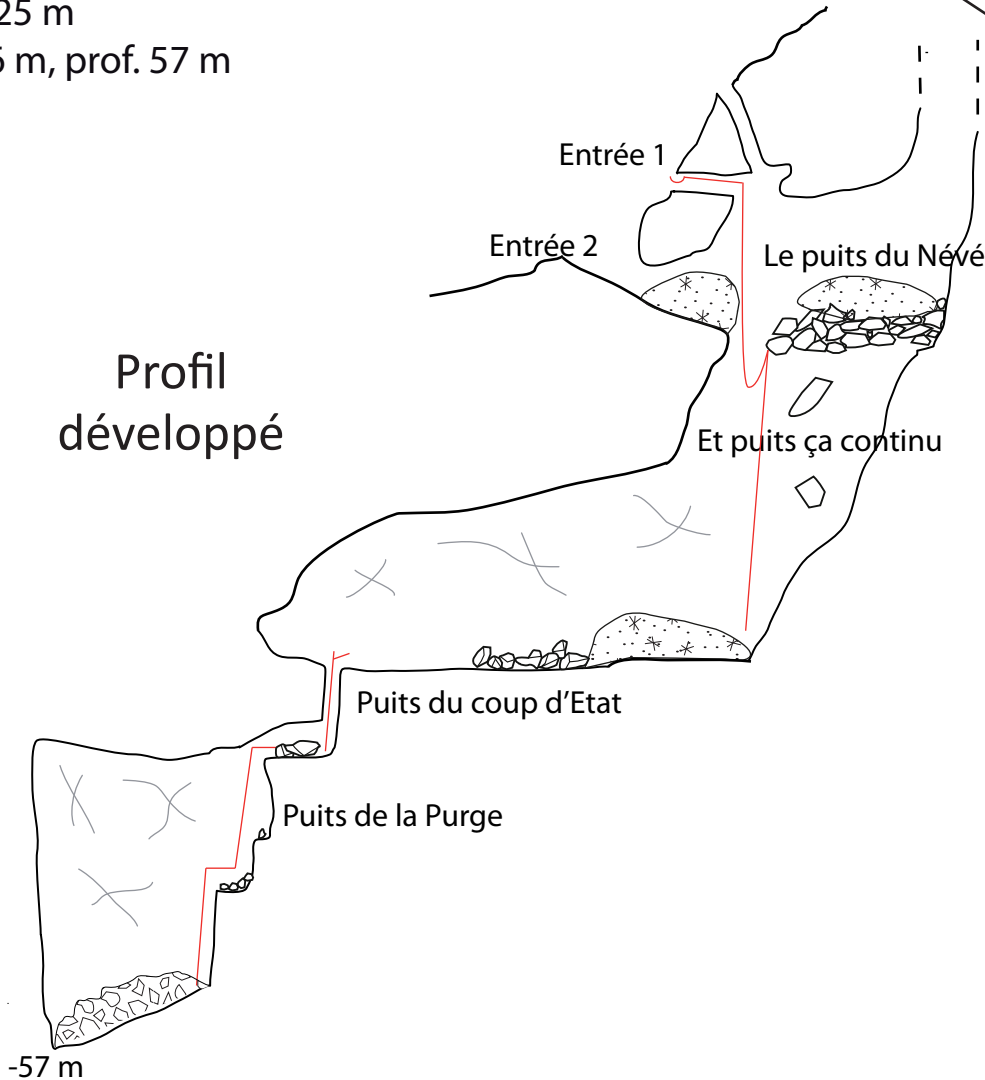 25 m
m, prof. 57 m
Entrée 1
Entrée 2
Le puits du Névé
Profil
développé
Et puits ça continu
Puits du coup d’Etat
Puits de la Purge
-57 m